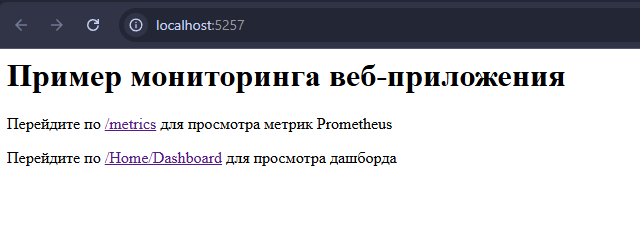 localhost:5257
Пример мониторинга веб-приложения
Перейдите по /metrics для просмотра метрик Prometheus
Перейдите по /Home/Dashboard для просмотра дашборда